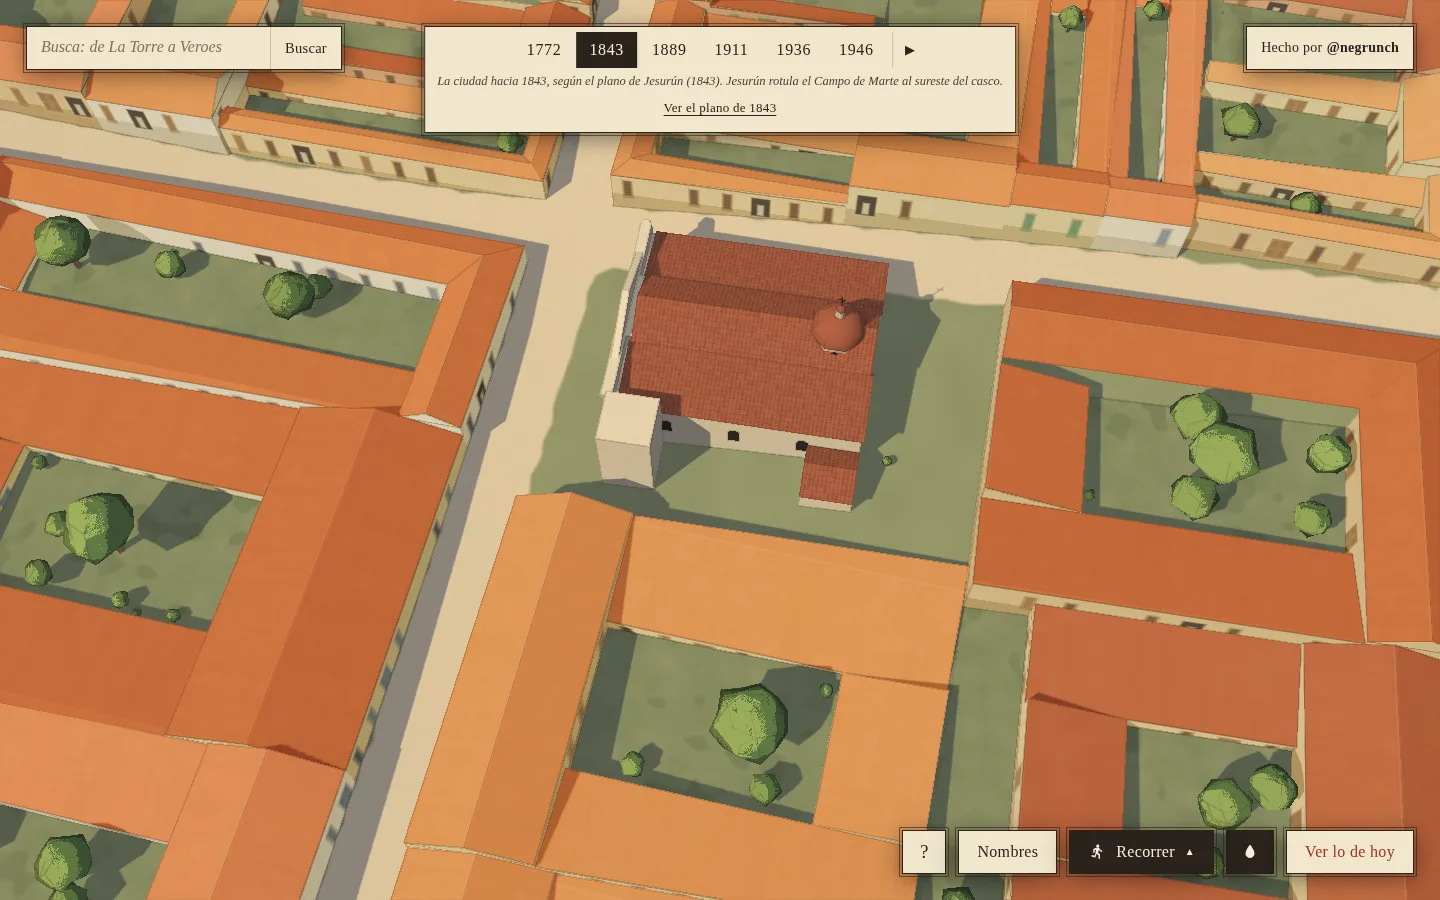 Busca: de La Torre a Veroes
Buscar
1772 1843 1889 1911 1936 1946 ▶
La ciudad hacia 1843, según el plano de Jesurún (1843). Jesurún rotula el Campo de Marte al sureste del casco.
Ver el plano de 1843
Hecho por @negrunch
? Nombres Recorrer ▲ Ver lo de hoy